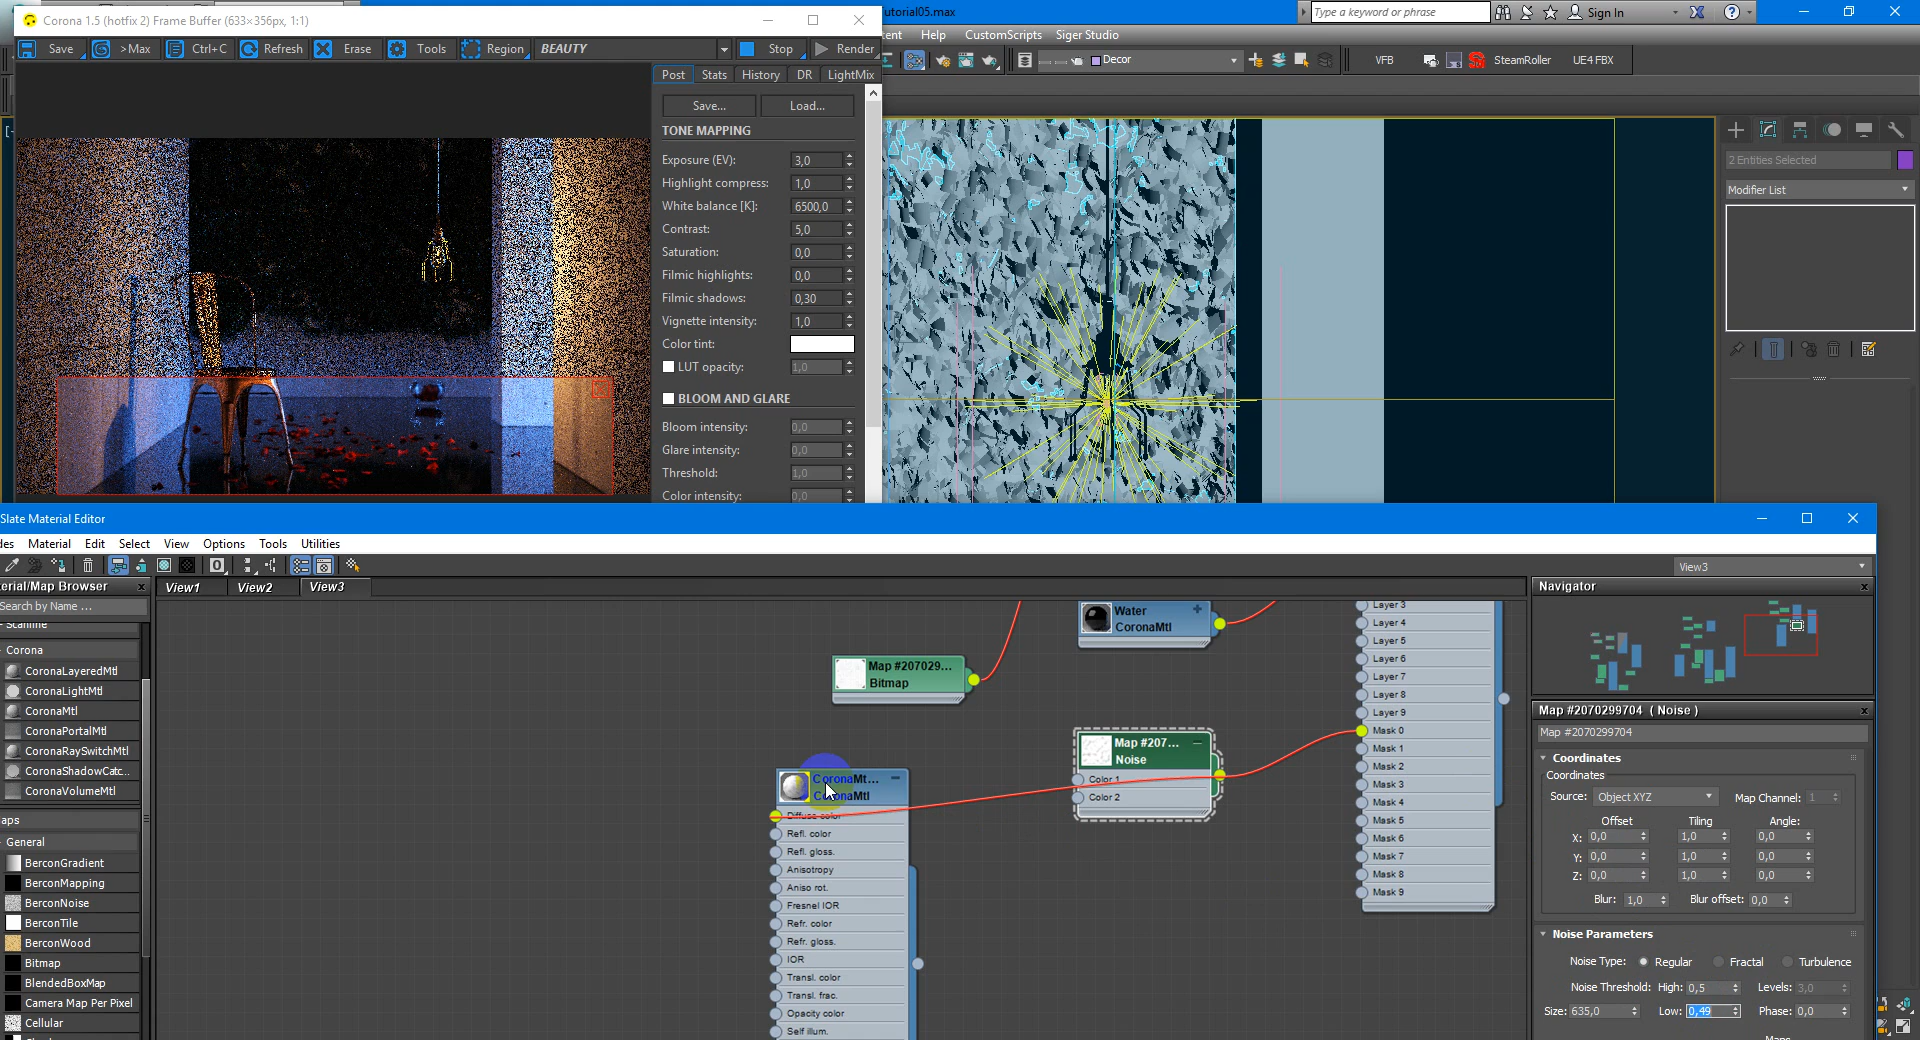 Corona 1.5 (hotfix 2) Frame Buffer (633×356px, 1:1)
utorial05.max
Type a keyword or phrase
Sign In
Save
>Max
Ctrl+C
Refresh
Erase
Tools
Region
BEAUTY
Stop
Render
Help
CustomScripts
Siger Studio
Decor
VFB
SteamRoller
UE4 FBX
Post
Stats
History
DR
LightMix
Save...
Load...
TONE MAPPING
Exposure (EV): 3,0
Highlight compress: 1,0
White balance [K]: 6500,0
Contrast: 5,0
Saturation: 0,0
Filmic highlights: 0,0
Filmic shadows: 0,30
Vignette intensity: 1,0
Color tint:
LUT opacity: 1,0
BLOOM AND GLARE
Bloom intensity: 0,0
Glare intensity: 0,0
Threshold: 1,0
Color intensity: 0,0
2 Entities Selected
Modifier List
Slate Material Editor
des
Material
Edit
Select
View
Options
Tools
Utilities
View3
erial/Map Browser
Search by Name ...
Scanline
Corona
CoronaLayeredMtl
CoronaLightMtl
CoronaMtl
CoronaPortalMtl
CoronaRaySwitchMtl
CoronaShadowCatc...
CoronaVolumeMtl
aps
General
BerconGradient
BerconMapping
BerconNoise
BerconTile
BerconWood
Bitmap
BlendedBoxMap
Camera Map Per Pixel
Cellular
View1
View2
View3
Map #207029...
Bitmap
Water
CoronaMtl
Map #207...
Noise
Color 1
Color 2
CoronaMt...
CoronaMtl
Diffuse color
Refl. color
Refl. gloss.
Anisotropy
Aniso rot.
Fresnel IOR
Refr. color
Refr. gloss.
IOR
Transl. color
Transl. frac.
Opacity color
Self illum.
Layer 3
Layer 4
Layer 5
Layer 6
Layer 7
Layer 8
Layer 9
Mask 0
Mask 1
Mask 2
Mask 3
Mask 4
Mask 5
Mask 6
Mask 7
Mask 8
Mask 9
Navigator
Map #2070299704 ( Noise )
Map #2070299704
Coordinates
Coordinates
Source: Object XYZ Map Channel: 1
Offset Tiling Angle:
X: 0,0 1,0 0,0
Y: 0,0 1,0 0,0
Z: 0,0 1,0 0,0
Blur: 1,0 Blur offset: 0,0
Noise Parameters
Noise Type: Regular Fractal Turbulence
Noise Threshold: High: 0,5 Levels: 3,0
Size: 635,0 Low: 0,49 Phase: 0,0
Maps